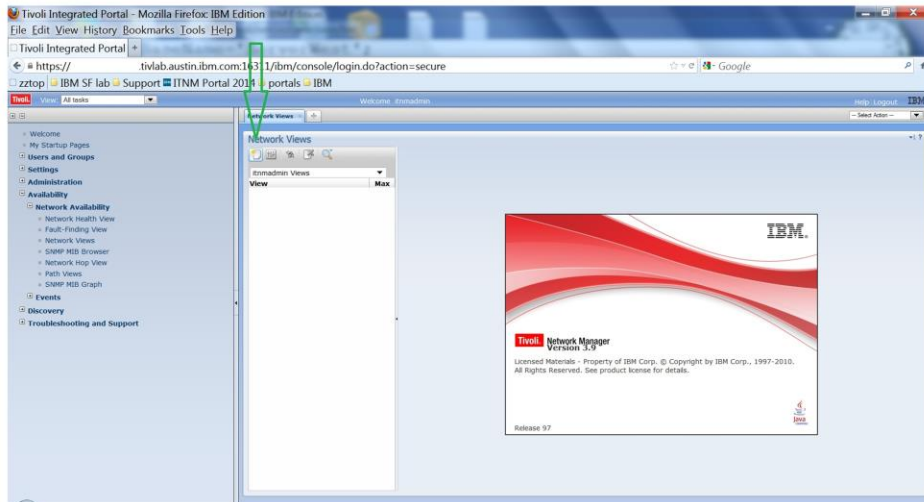 Tivoli Integrated Portal - Mozilla Firefox: IBM Edition
File Edit View History Bookmarks Tools Help
Tivoli Integrated Portal +
https:// .tivlab.austin.ibm.com:16311/ibm/console/login.do?action=secure
Google
zztop IBM SF lab Support ITNM Portal 2014 portals IBM
Tivoli. View: All tasks Welcome itnmadmin Help Logout IBM
Network Views -- Select Action --
Welcome
My Startup Pages
Users and Groups
Settings
Administration
Availability
Network Availability
Network Health View
Fault-Finding View
Network Views
SNMP MIB Browser
Network Hop View
Path Views
SNMP MIB Graph
Events
Discovery
Troubleshooting and Support
Network Views
itnmadmin Views
View Max
IBM.
Tivoli. Network Manager
Version 3.9
Licensed Materials - Property of IBM Corp. © Copyright by IBM Corp., 1997-2010.
All Rights Reserved. See product license for details.
Java
Release 97